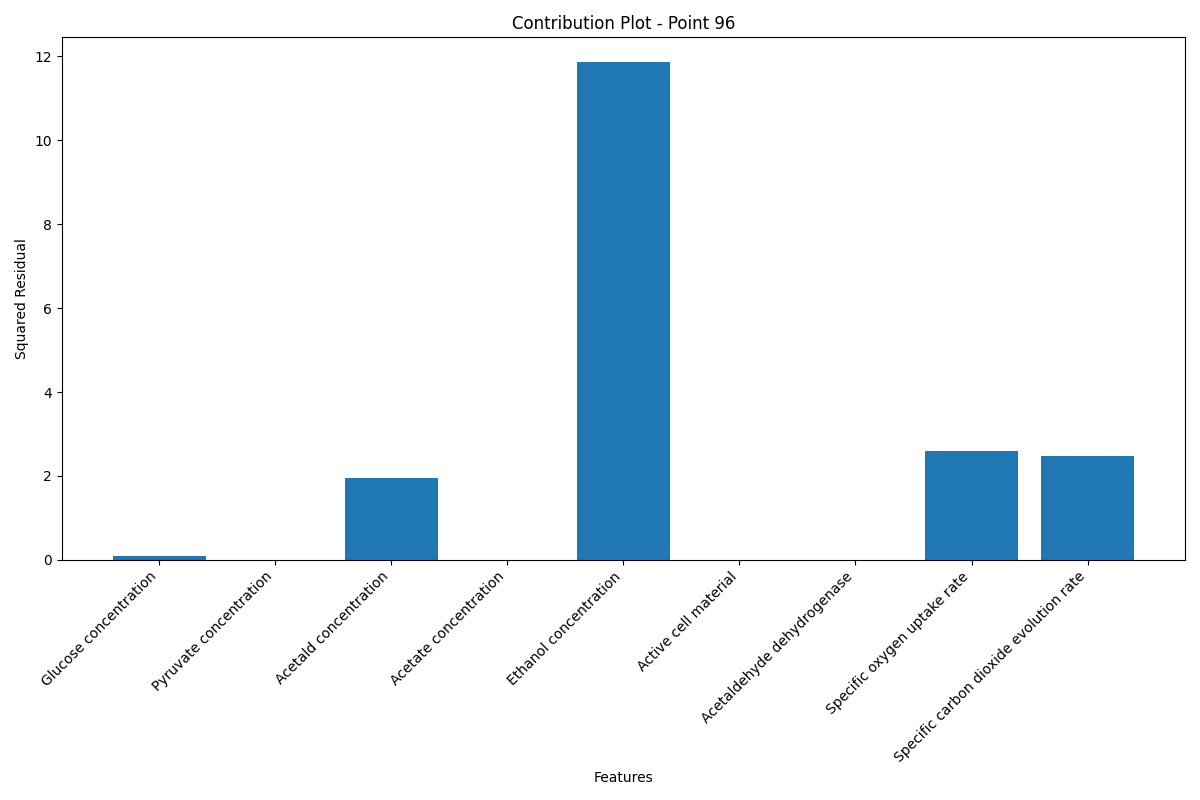 Contribution Plot - Point 96
Squared Residual
12
10
8
6
4
2
0
Glucose concentration
Pyruvate concentration
Acetald concentration
Acetate concentration
Ethanol concentration
Active cell material
Acetaldehyde dehydrogenase
Specific oxygen uptake rate
Specific carbon dioxide evolution rate
Features